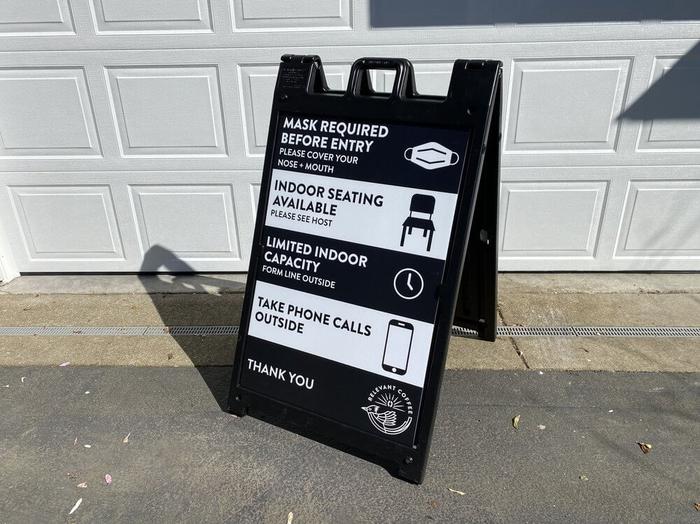 MASK REQUIRED
BEFORE ENTRY
PLEASE COVER YOUR
NOSE + MOUTH
INDOOR SEATING
AVAILABLE
PLEASE SEE HOST
LIMITED INDOOR
CAPACITY
FORM LINE OUTSIDE
TAKE PHONE CALLS
OUTSIDE
THANK YOU
RELEVANT COFFEE